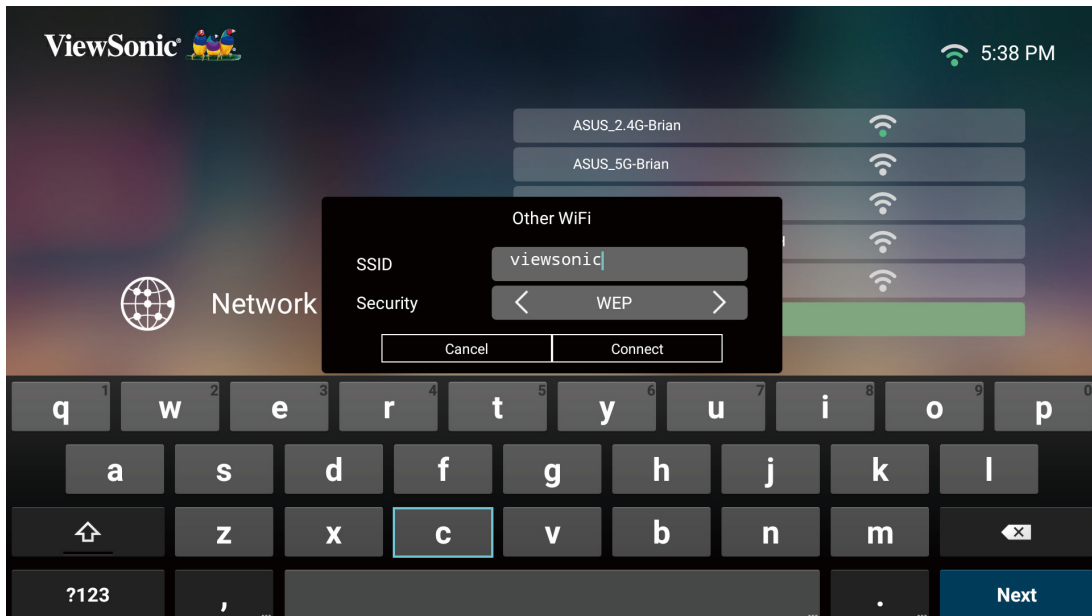 ViewSonic®
5:38 PM
ASUS_2.4G-Brian
ASUS_5G-Brian
Other WiFi
SSID
viewsonic
Security
WEP
Cancel
Connect
Network
q 1 w 2 e 3 r 4 t 5 y 6 u 7 i 8 o 9 p 0
a s d f g h j k l
z x c v b n m
?123 , ... ... . ... Next